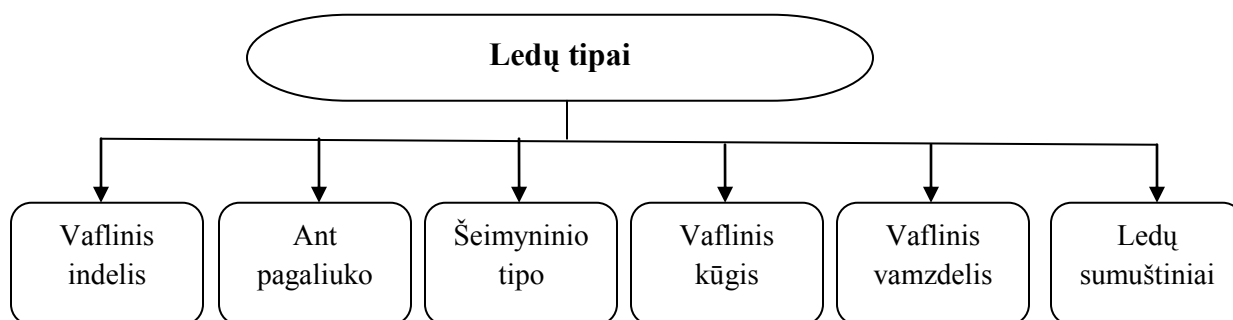 Ledų tipai
Vaflinis
indelis
Ant
pagaliuko
Šeimyninio
tipo
Vaflinis
kūgis
Vaflinis
vamzdelis
Ledų
sumuštiniai